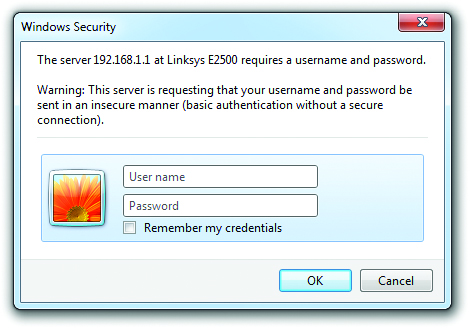 Windows Security
The server 192.168.1.1 at Linksys E2500 requires a username and password.
Warning: This server is requesting that your username and password be
sent in an insecure manner (basic authentication without a secure
connection).
User name
Password
Remember my credentials
OK
Cancel